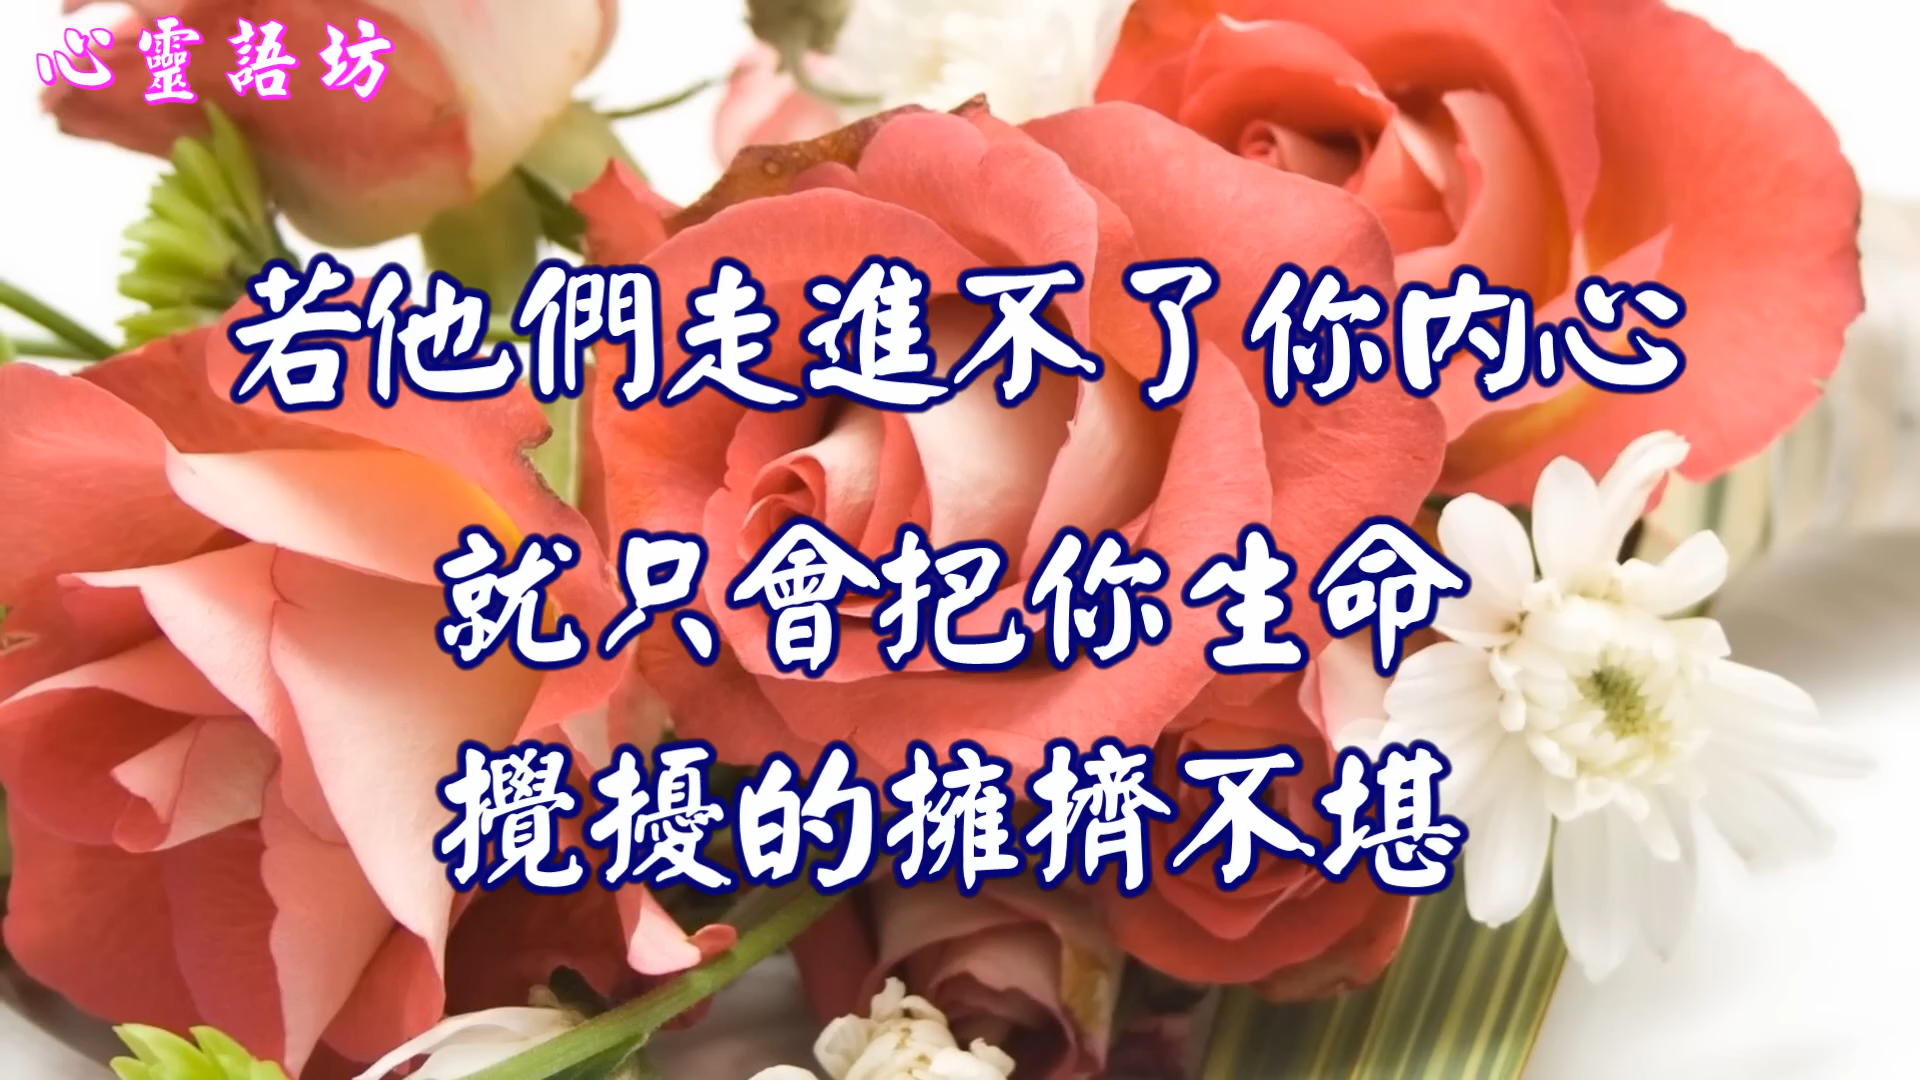 心靈語坊
若他們走進不了你内心
就只會把你生命
攪擾的擁擠不堪